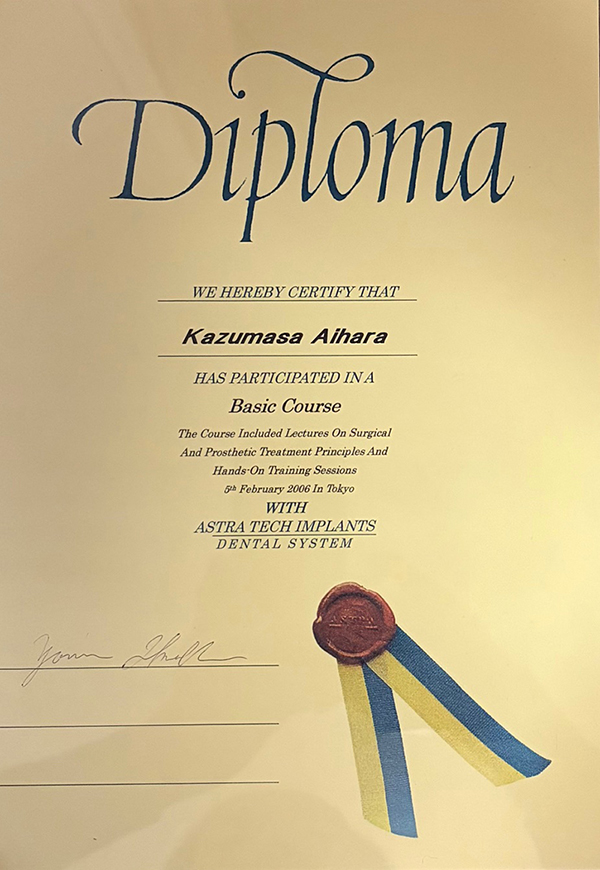 Diploma
WE HEREBY CERTIFY THAT
Kazumasa Aihara
HAS PARTICIPATED IN A
Basic Course
The Course Included Lectures On Surgical
And Prosthetic Treatment Principles And
Hands-On Training Sessions
5th February 2006 In Tokyo
WITH
ASTRA TECH IMPLANTS
DENTAL SYSTEM
ASTRA